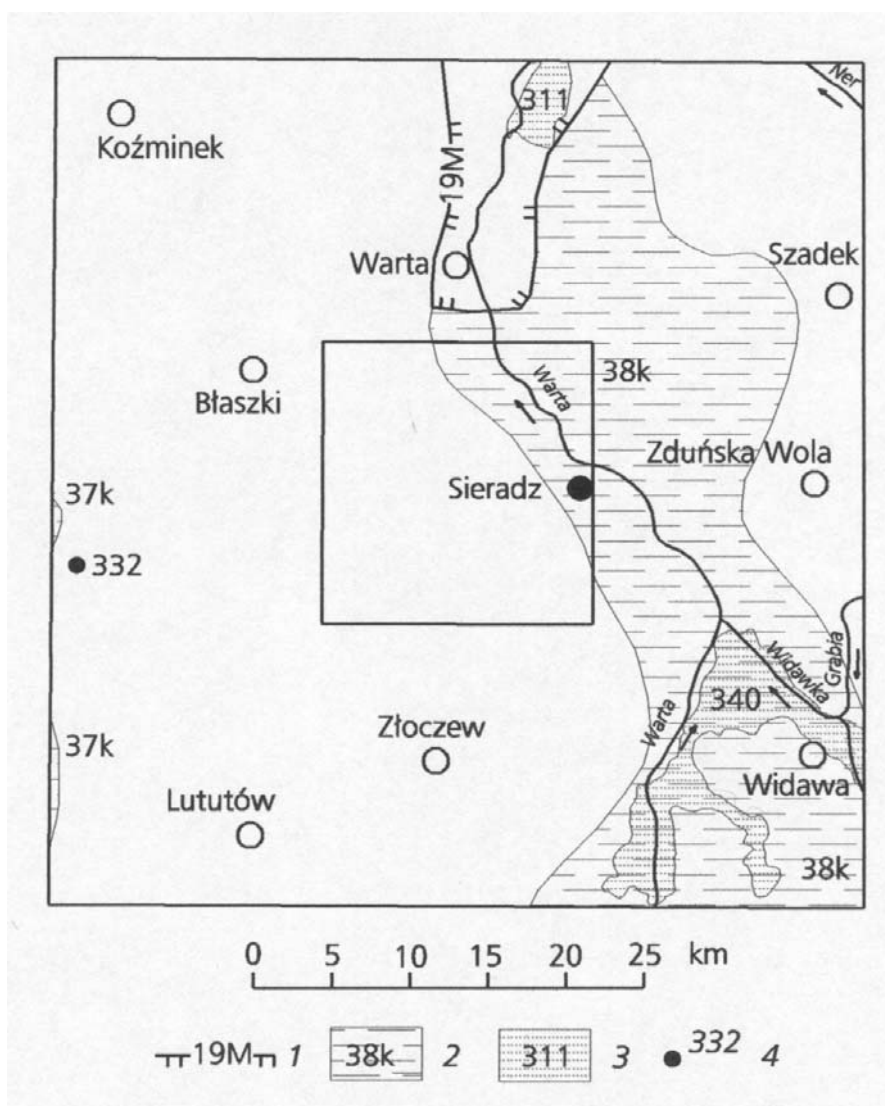 Ner
311
Koźminek
19M
Warta
Szadek
38k
Błaszki
Warta
Zduńska Wola
Sieradz
37k
332
Grabia
Widawka
340
Warta
37k
Złoczew
Widawa
Lututów
38k
0 5 10 15 20 25 km
19M 1 38k 2 311 3 332 4